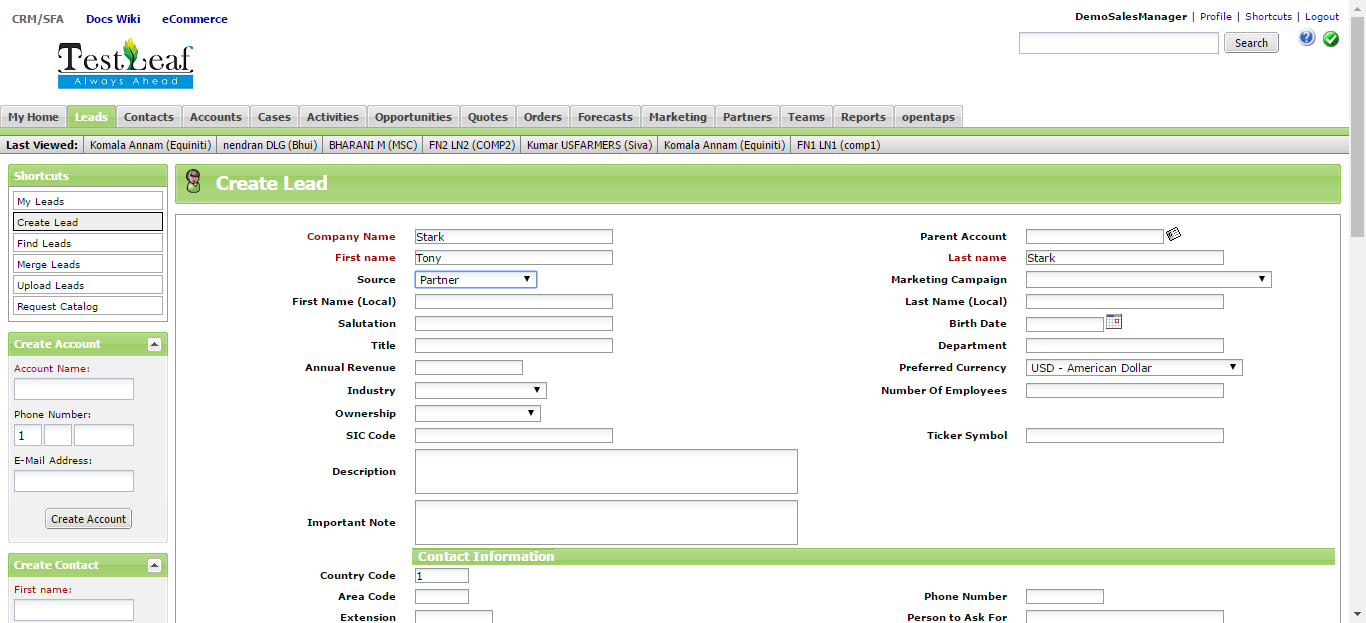 CRM/SFA Docs Wiki eCommerce
DemoSalesManager | Profile | Shortcuts | Logout
TestLeaf
Always Ahead
Search
My Home Leads Contacts Accounts Cases Activities Opportunities Quotes Orders Forecasts Marketing Partners Teams Reports opentaps
Last Viewed: Komala Annam (Equiniti) nendran DLG (Bhui) BHARANI M (MSC) FN2 LN2 (COMP2) Kumar USFARMERS (Siva) Komala Annam (Equiniti) FN1 LN1 (comp1)
Shortcuts
My Leads
Create Lead
Find Leads
Merge Leads
Upload Leads
Request Catalog
Create Account
Account Name:
Phone Number:
1
E-Mail Address:
Create Account
Create Contact
First name:
Create Lead
Company Name Stark Parent Account
First name Tony Last name Stark
Source Partner Marketing Campaign
First Name (Local) Last Name (Local)
Salutation Birth Date
Title Department
Annual Revenue Preferred Currency USD - American Dollar
Industry Number Of Employees
Ownership
SIC Code Ticker Symbol
Description
Important Note
Contact Information
Country Code 1
Area Code Phone Number
Extension Person to Ask For